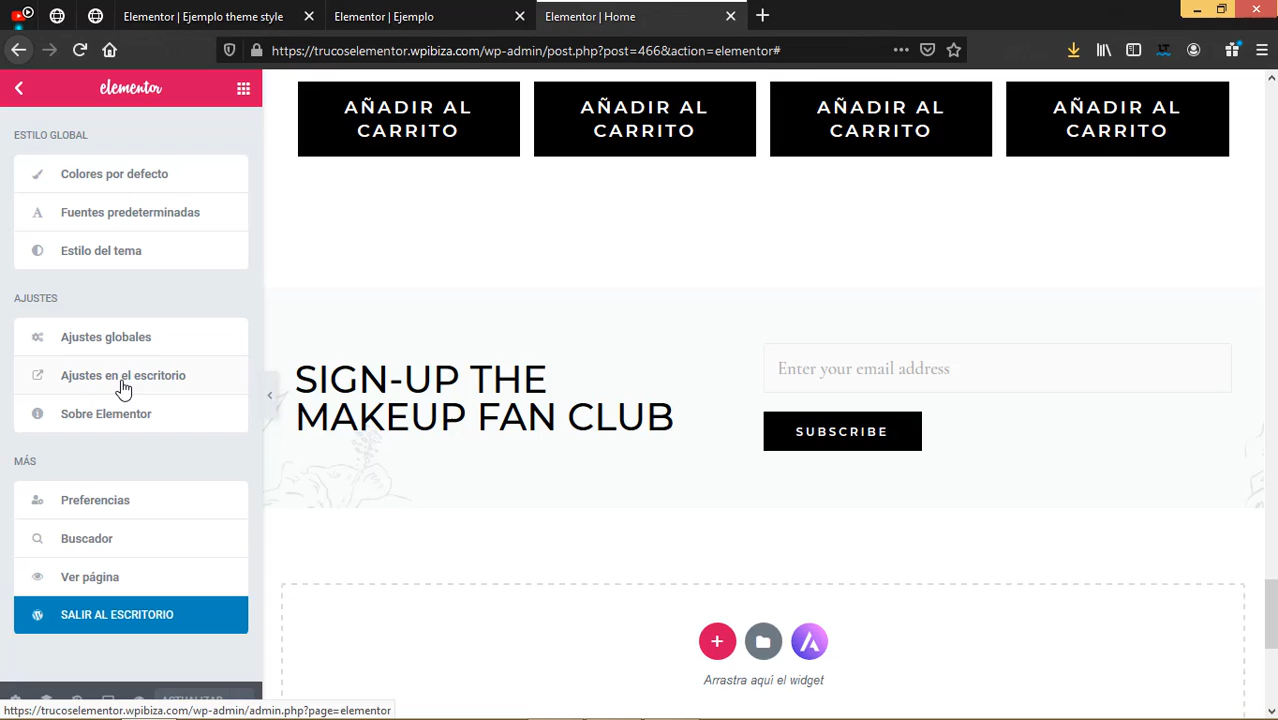 Elementor | Ejemplo theme style
Elementor | Ejemplo
Elementor | Home
https://trucoselementor.wpibiza.com/wp-admin/post.php?post=466&action=elementor#
elementor
ESTILO GLOBAL
Colores por defecto
Fuentes predeterminadas
Estilo del tema
AJUSTES
Ajustes globales
Ajustes en el escritorio
Sobre Elementor
MÁS
Preferencias
Buscador
Ver página
SALIR AL ESCRITORIO
ACTUALIZAR
https://trucoselementor.wpibiza.com/wp-admin/admin.php?page=elementor
AÑADIR AL
CARRITO
AÑADIR AL
CARRITO
AÑADIR AL
CARRITO
AÑADIR AL
CARRITO
SIGN-UP THE
MAKEUP FAN CLUB
Enter your email address
SUBSCRIBE
Arrastra aquí el widget